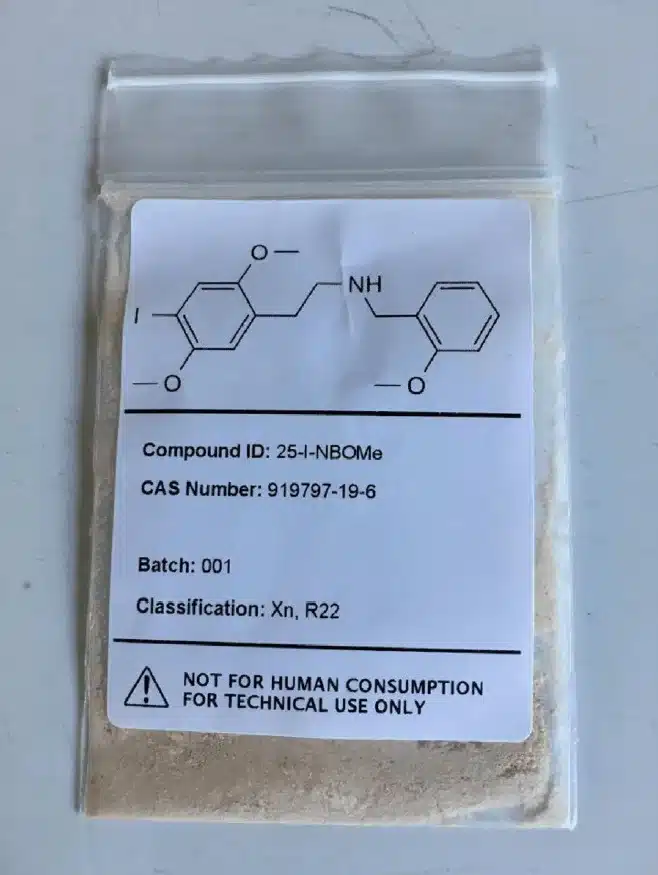 O
NH
I
O
O
Compound ID: 25-I-NBOMe
CAS Number: 919797-19-6
Batch: 001
Classification: Xn, R22
NOT FOR HUMAN CONSUMPTION
FOR TECHNICAL USE ONLY